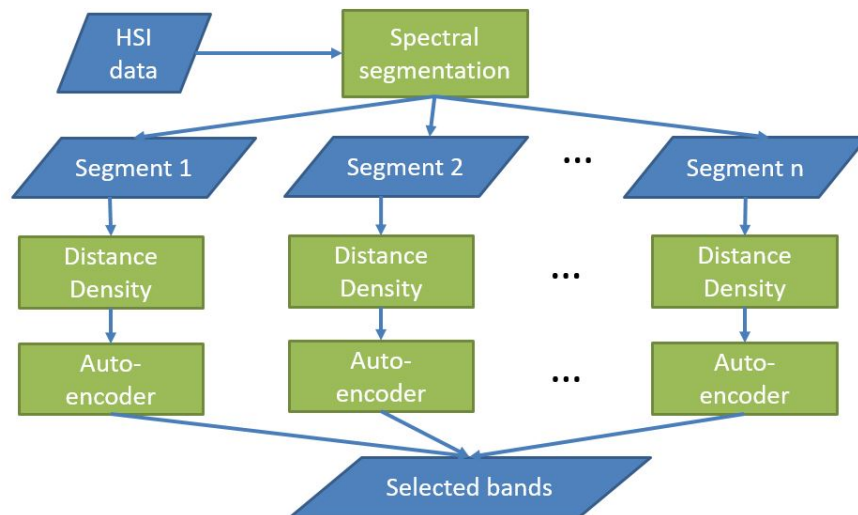 HSI
data
Spectral
segmentation
Segment 1
Segment 2
...
Segment n
Distance
Density
Distance
Density
...
Distance
Density
Auto-
encoder
Auto-
encoder
...
Auto-
encoder
Selected bands